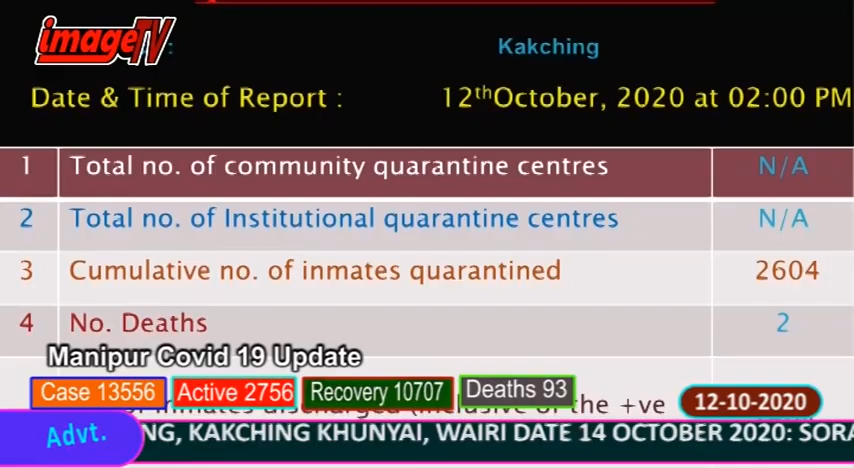 imageTV
:
Kakching
Date & Time of Report : 12thOctober, 2020 at 02:00 PM
1 Total no. of community quarantine centres N/A
2 Total no. of Institutional quarantine centres N/A
3 Cumulative no. of inmates quarantined 2604
4 No. Deaths 2
Manipur Covid 19 Update
Case 13556 Active 2756 Recovery 10707 Deaths 93
inmates discharged (inclusive of the +ve
12-10-2020
Advt. NG, KAKCHING KHUNYAI, WAIRI DATE 14 OCTOBER 2020: SORA